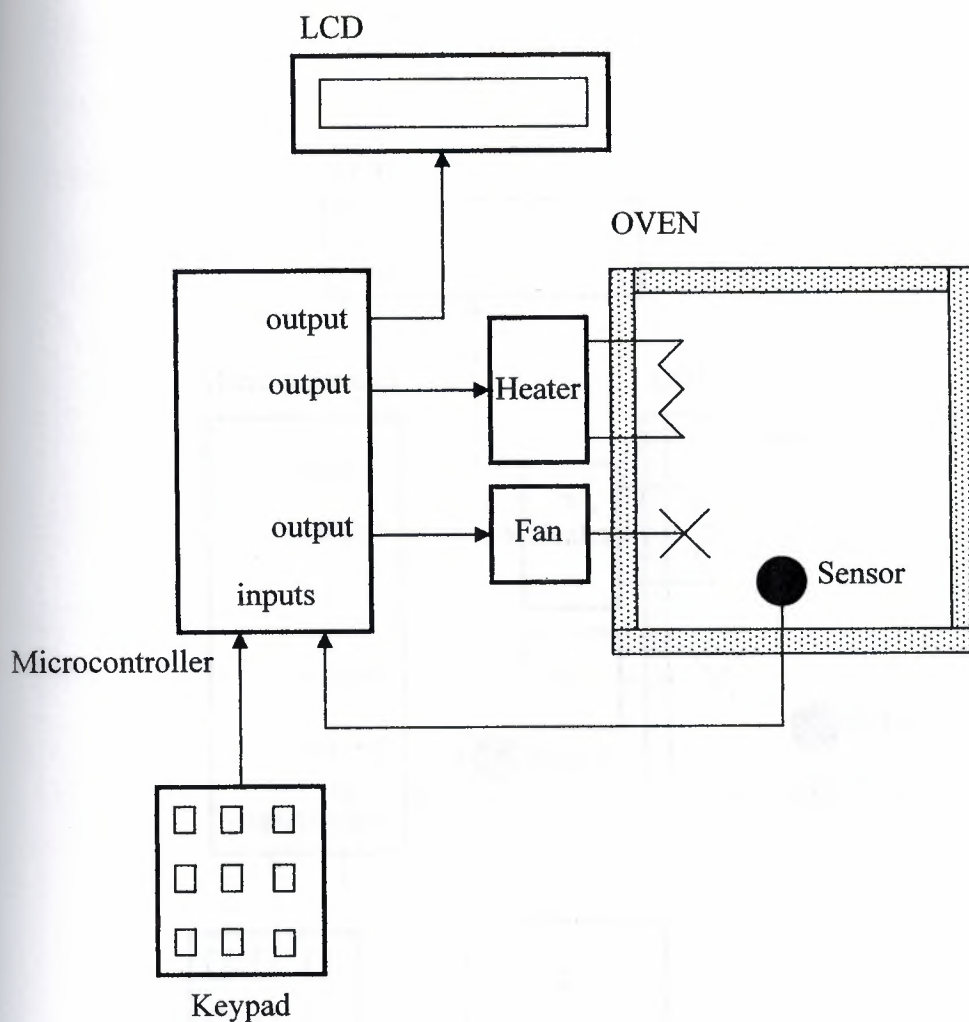 LCD
OVEN
output
output
Heater
output
Fan
Sensor
inputs
Microcontroller
Keypad